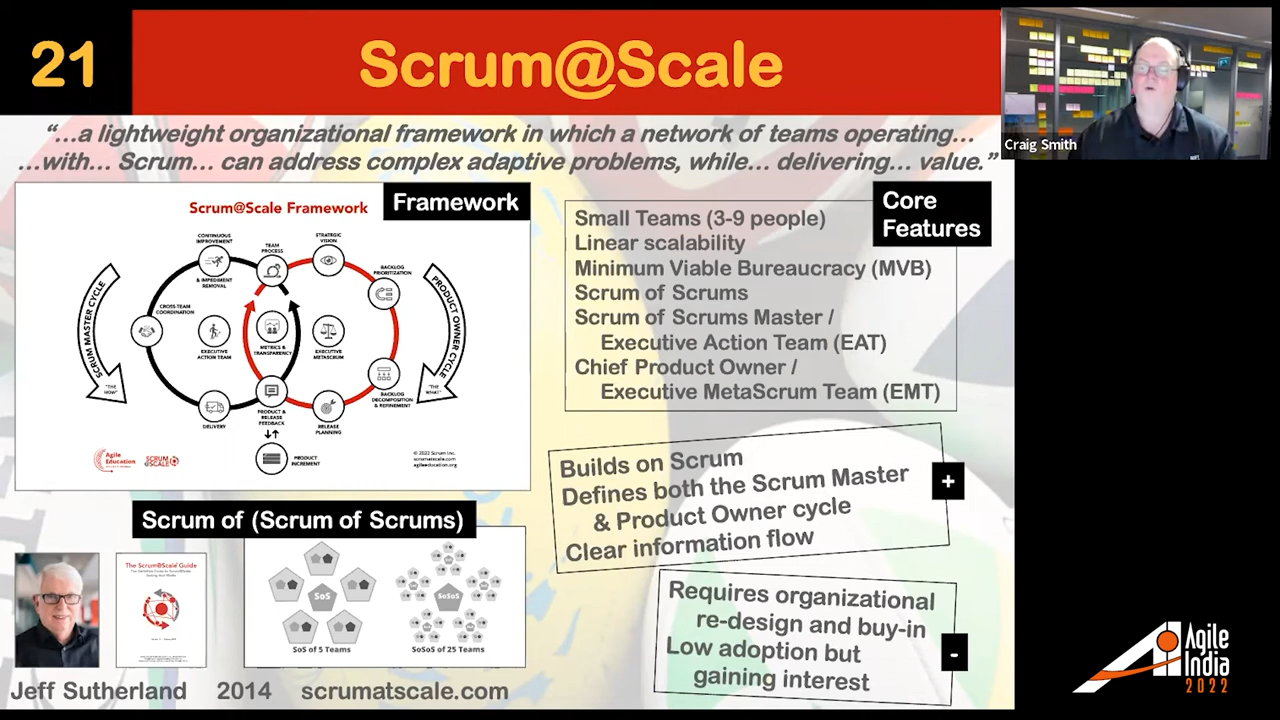 21
Scrum@Scale
Craig Smith
“…a lightweight organizational framework in which a network of teams operating…
…with… Scrum… can address complex adaptive problems, while… delivering… value.”
Framework
Scrum@Scale Framework
CONTINUOUS
IMPROVEMENT
& IMPEDIMENT
REMOVAL
TEAM
PROCESS
STRATEGIC
VISION
BACKLOG
PRIORITIZATION
CROSS-TEAM
COORDINATION
SCRUM MASTER CYCLE
"THE
HOW"
EXECUTIVE
ACTION TEAM
METRICS &
TRANSPARENCY
EXECUTIVE
METASCRUM
PRODUCT OWNER CYCLE
"THE
WHAT"
BACKLOG
DECOMPOSITION
& REFINEMENT
DELIVERY
PRODUCT &
RELEASE
FEEDBACK
RELEASE
PLANNING
PRODUCT
INCREMENT
Agile
Education
SCRUM
@SCALE
© 2022 Scrum Inc.
scrumatscale.com
agileeducation.org
Core
Features
Small Teams (3-9 people)
Linear scalability
Minimum Viable Bureaucracy (MVB)
Scrum of Scrums
Scrum of Scrums Master /
Executive Action Team (EAT)
Chief Product Owner /
Executive MetaScrum Team (EMT)
Builds on Scrum
Defines both the Scrum Master
& Product Owner cycle
Clear information flow
+
Requires organizational
re-design and buy-in
Low adoption but
gaining interest
-
Scrum of (Scrum of Scrums)
The Scrum@Scale Guide
SoS
SoS of 5 Teams
SoSoS
SoSoS of 25 Teams
Jeff Sutherland 2014 scrumatscale.com
Agile
India
2022